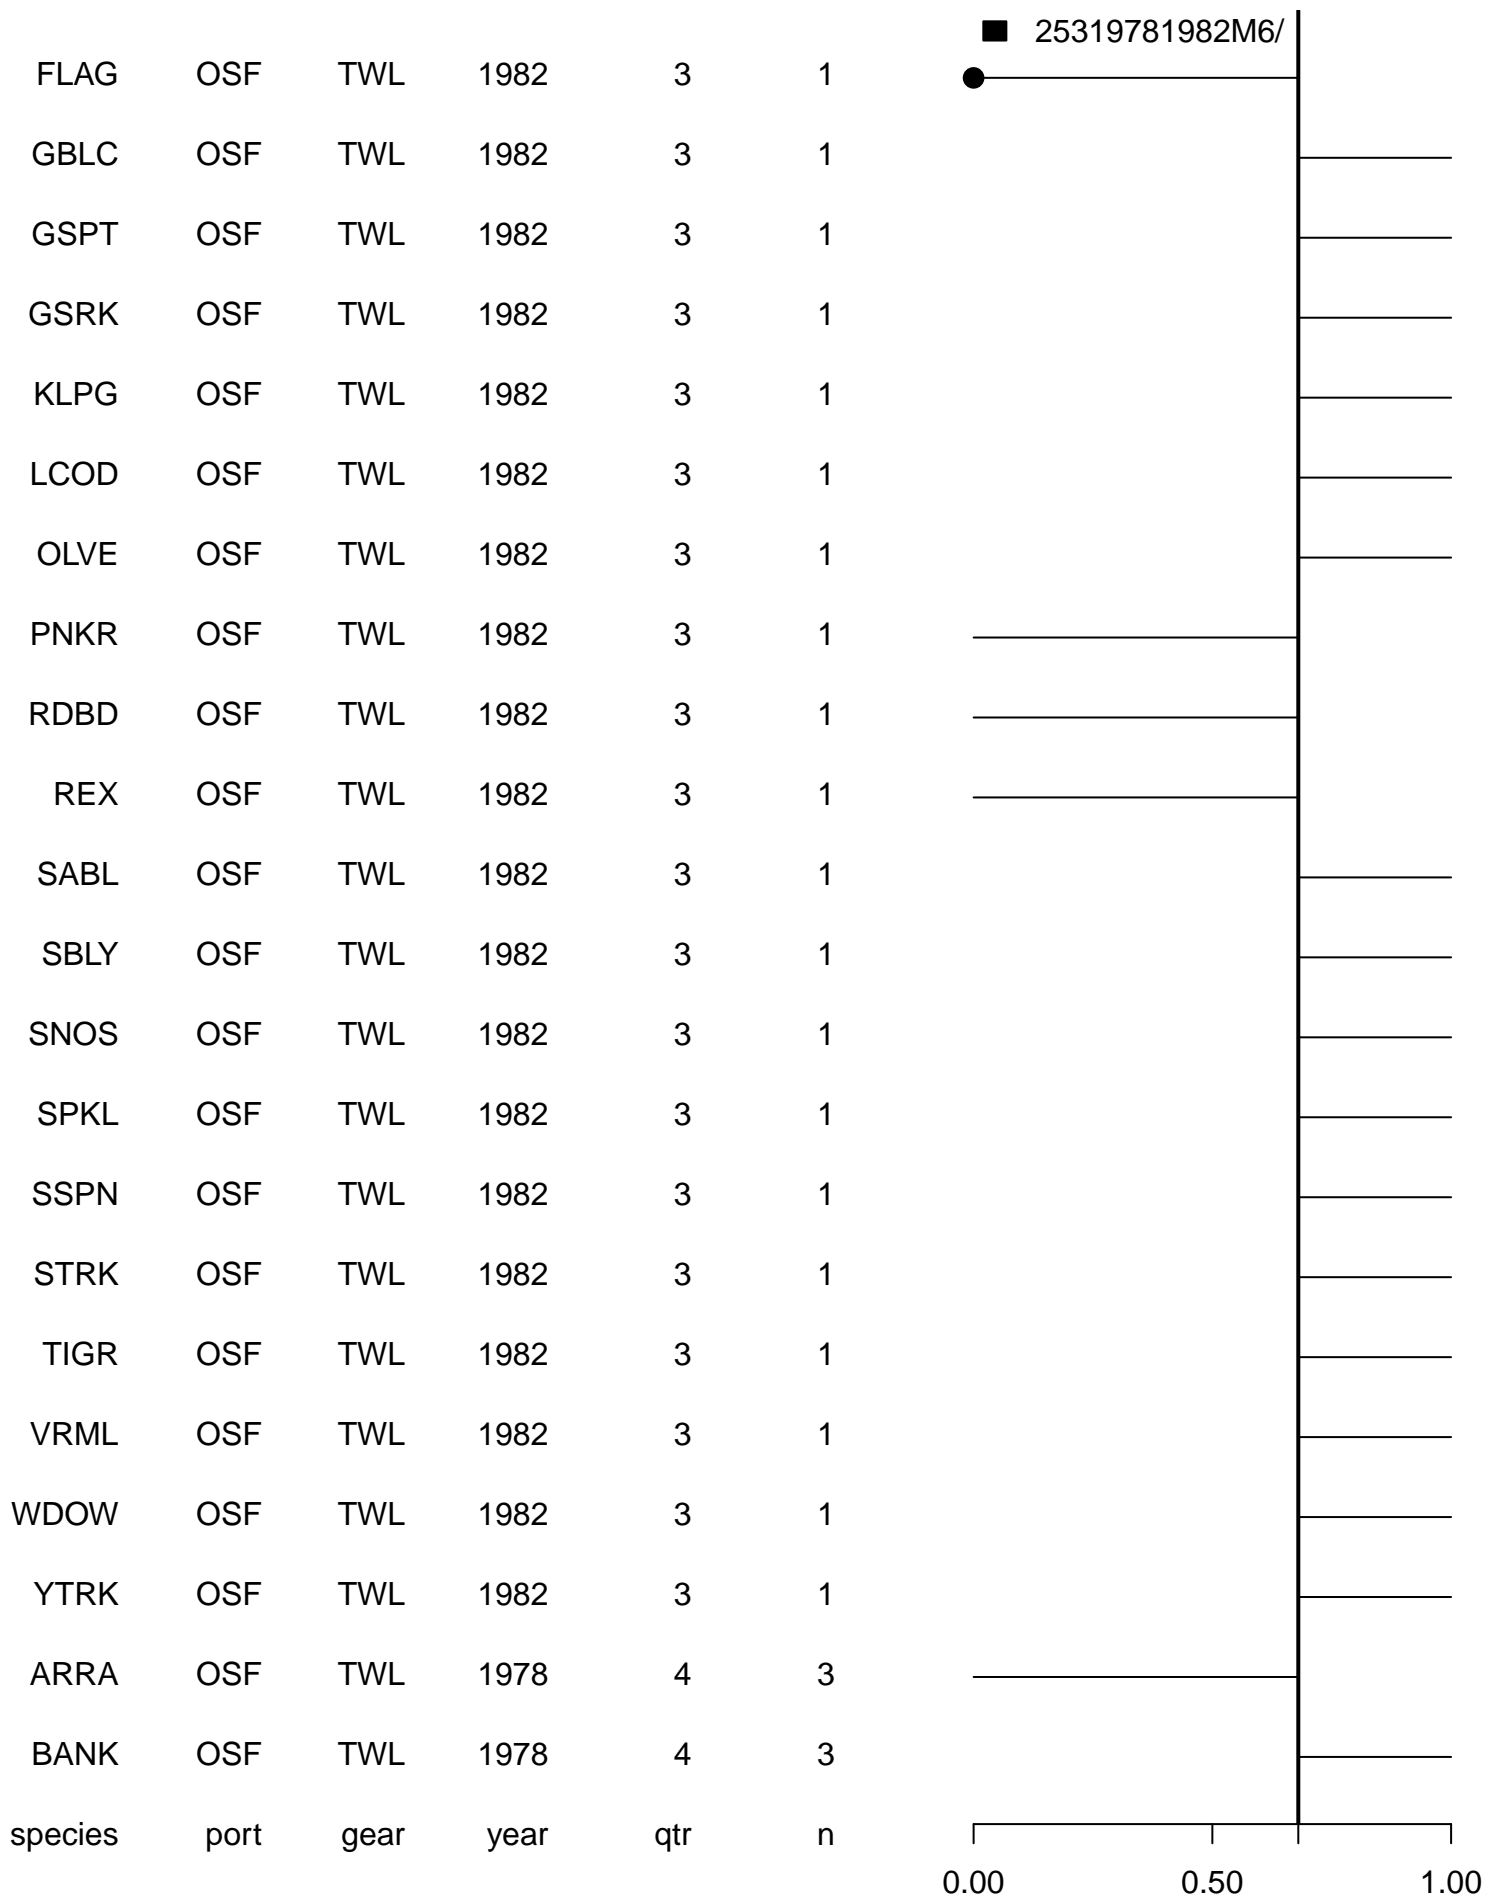 25319781982M6/
FLAG OSF TWL 1982 3 1
GBLC OSF TWL 1982 3 1
GSPT OSF TWL 1982 3 1
GSRK OSF TWL 1982 3 1
KLPG OSF TWL 1982 3 1
LCOD OSF TWL 1982 3 1
OLVE OSF TWL 1982 3 1
PNKR OSF TWL 1982 3 1
RDBD OSF TWL 1982 3 1
REX OSF TWL 1982 3 1
SABL OSF TWL 1982 3 1
SBLY OSF TWL 1982 3 1
SNOS OSF TWL 1982 3 1
SPKL OSF TWL 1982 3 1
SSPN OSF TWL 1982 3 1
STRK OSF TWL 1982 3 1
TIGR OSF TWL 1982 3 1
VRML OSF TWL 1982 3 1
WDOW OSF TWL 1982 3 1
YTRK OSF TWL 1982 3 1
ARRA OSF TWL 1978 4 3
BANK OSF TWL 1978 4 3
species port gear year qtr n
0.00 0.50 1.00